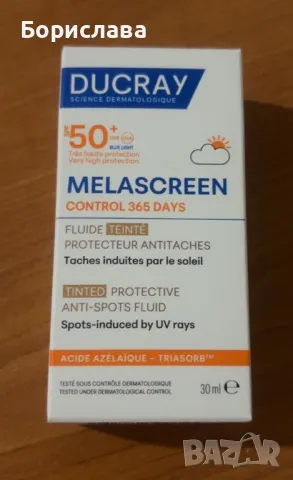 Борислава
DUCRAY
SCIENCE DERMATOLOGIQUE
SPF 50+
BLUE LIGHT
Très haute protection
Very high protection
MELASCREEN
CONTROL 365 DAYS
FLUIDE TEINTÉ
PROTECTEUR ANTITACHES
Taches induites par le soleil
TINTED PROTECTIVE
ANTI-SPOTS FLUID
Spots-induced by UV rays
ACIDE AZÉLAÏQUE - TRIASORB™
TESTÉ SOUS CONTRÔLE DERMATOLOGIQUE
TESTED UNDER DERMATOLOGICAL CONTROL
30 ml ℮
BAZAR